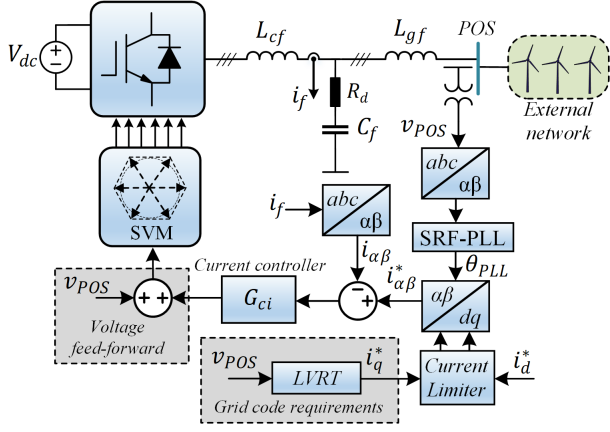 V_dc
L_cf
L_gf
POS
i_f
R_d
C_f
v_POS
External
network
abc
αβ
SVM
i_f
abc
αβ
SRF-PLL
i_αβ
θ_PLL
v_POS
Current controller
+ +
G_ci
-
i*_αβ
αβ
dq
Voltage
feed-forward
v_POS
LVRT
i*_q
Current
Limiter
i*_d
Grid code requirements